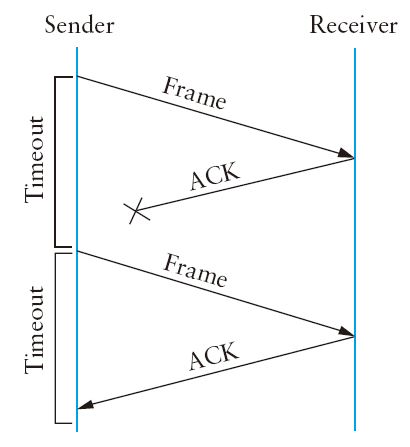 Sender
Receiver
Frame
Timeout
ACK
Frame
Timeout
ACK